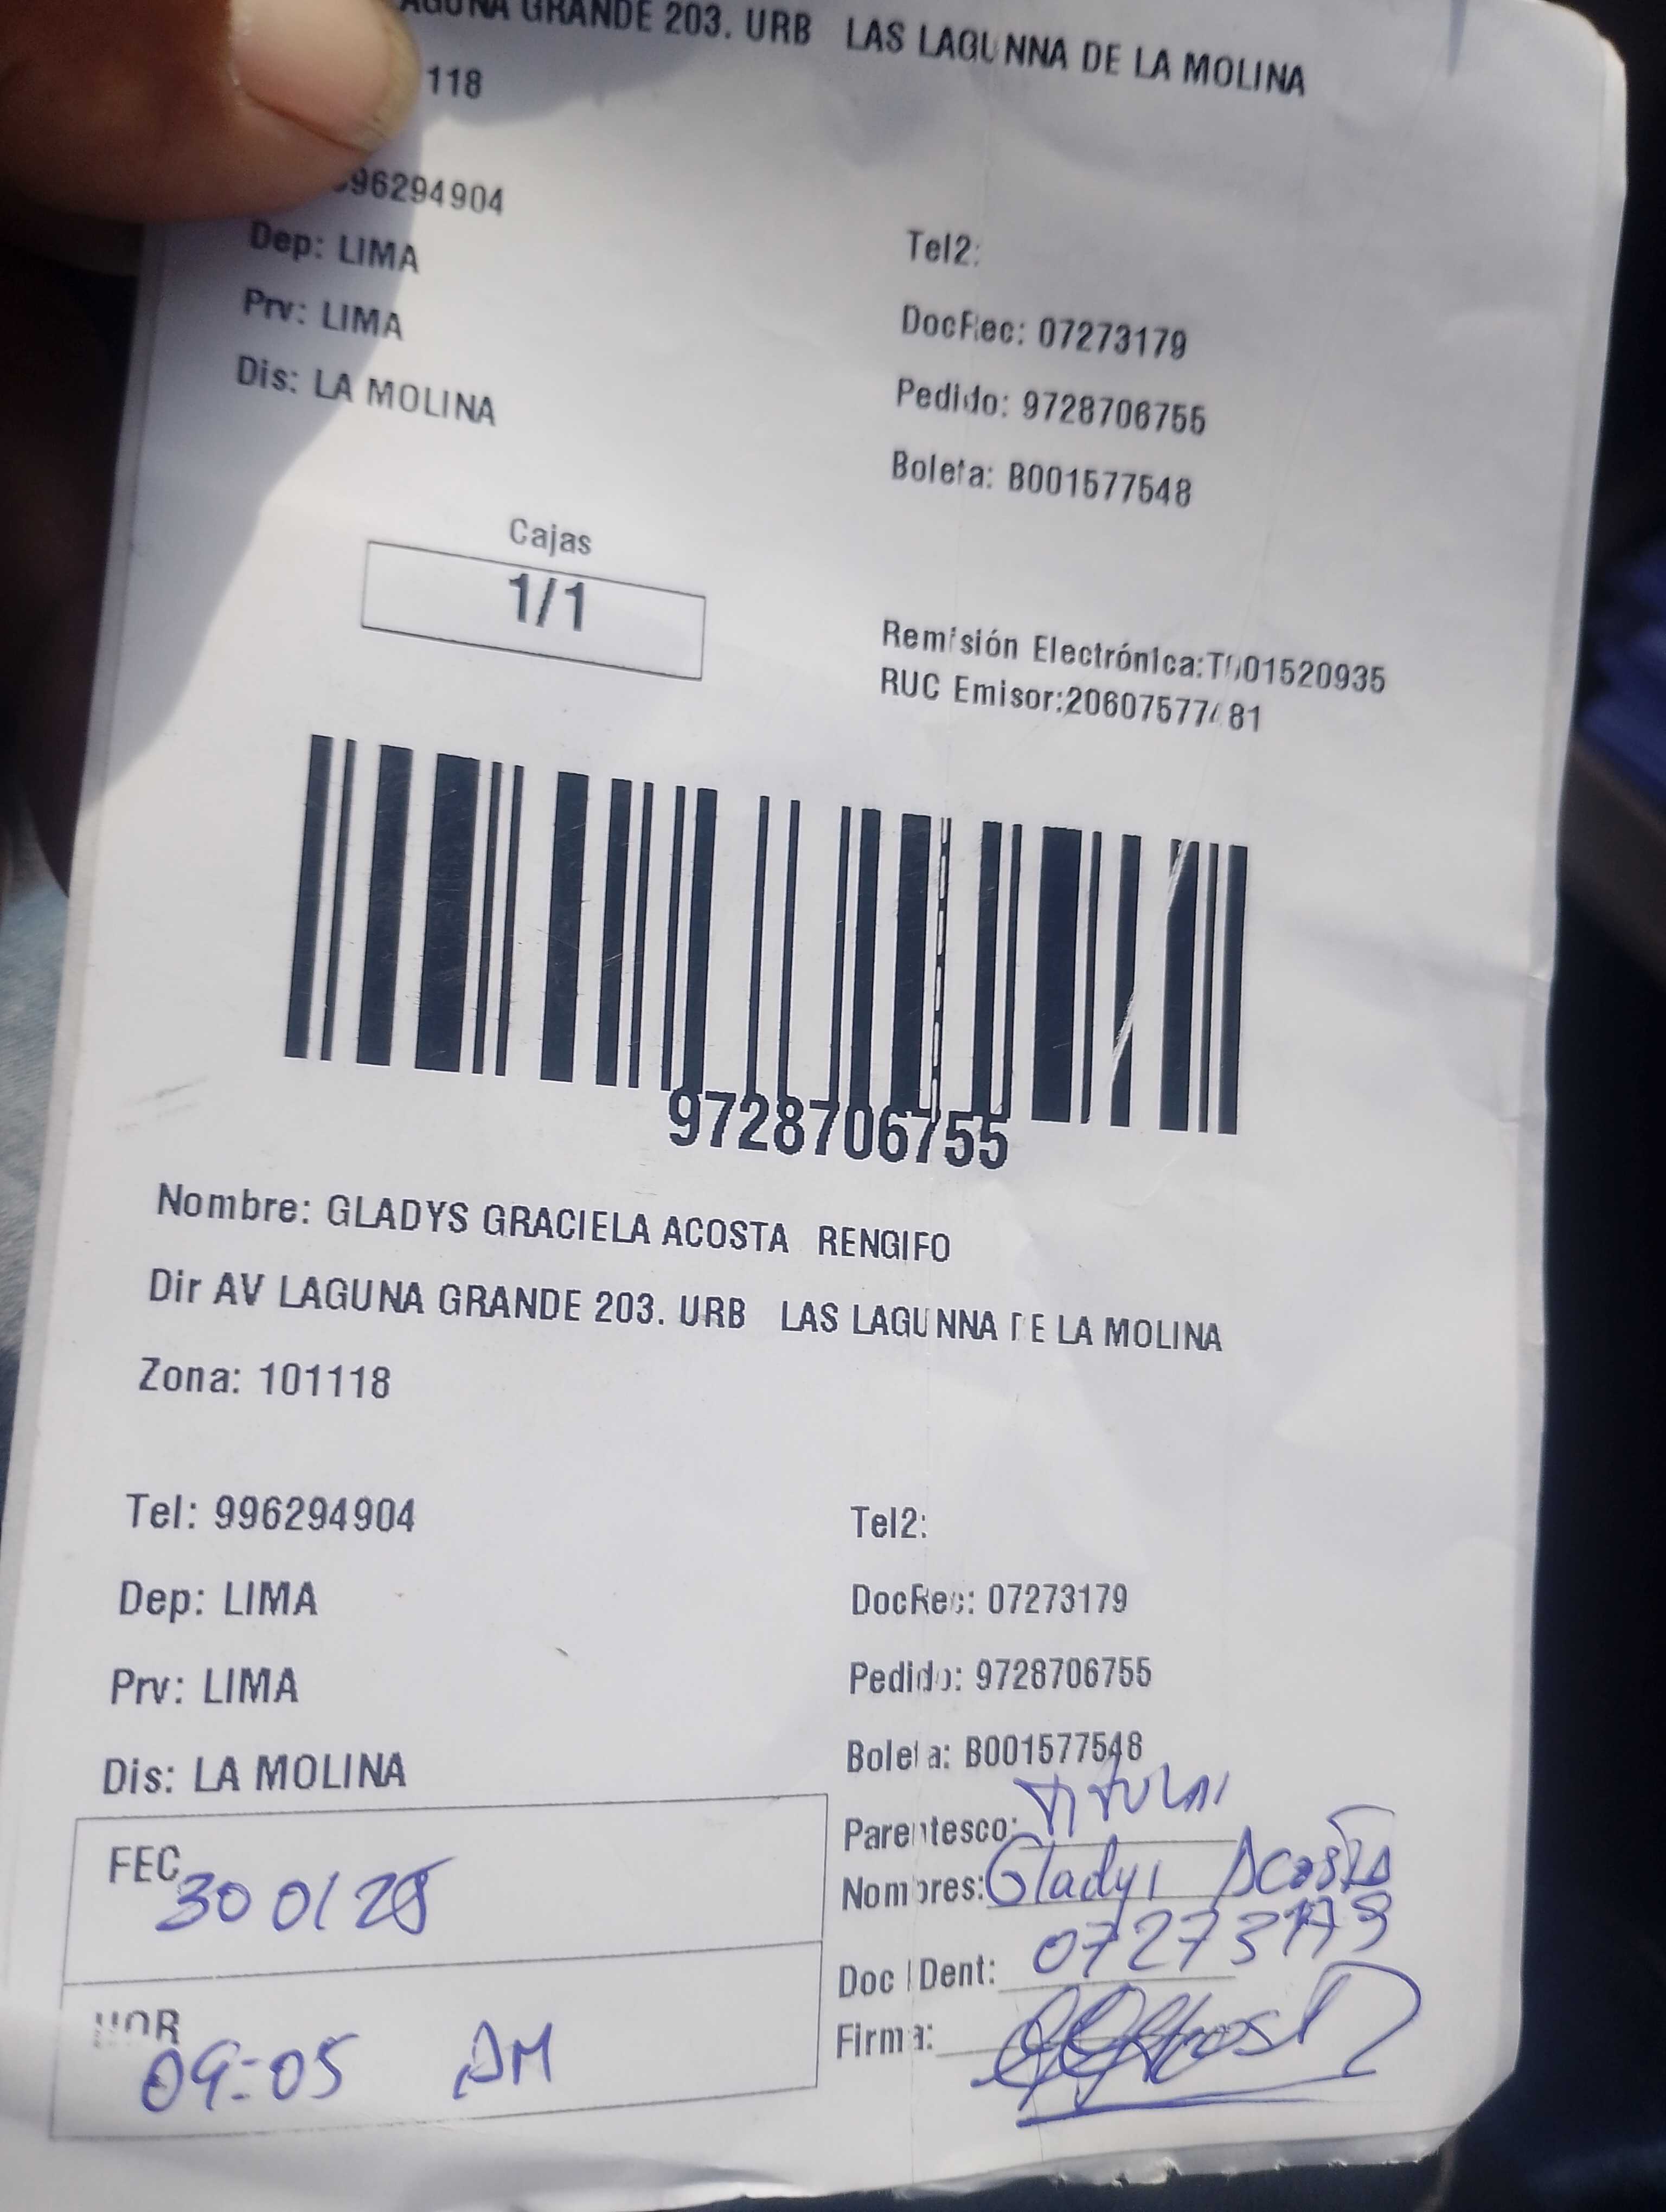 GRANDE 203. URB LAS LAGUNNA DE LA MOLINA
118
96294904
Dep: LIMA
Tel2:
Prv: LIMA
DocRec: 07273179
Dis: LA MOLINA
Pedido: 9728706755
Boleta: B001577548
Cajas
1/1
Remisión Electrónica:T001520935
RUC Emisor:20607577481
9728706755
Nombre: GLADYS GRACIELA ACOSTA RENGIFO
Dir AV LAGUNA GRANDE 203. URB LAS LAGUNNA DE LA MOLINA
Zona: 101118
Tel: 996294904
Tel2:
Dep: LIMA
DocRec: 07273179
Prv: LIMA
Pedido: 9728706755
Dis: LA MOLINA
Boleta: B001577548
FEC 30 01 25
Parentesco: TITULAR
Nombres: Gladys Acosta
Doc IDent: 07273179
HOR 09:05 AM
Firma: